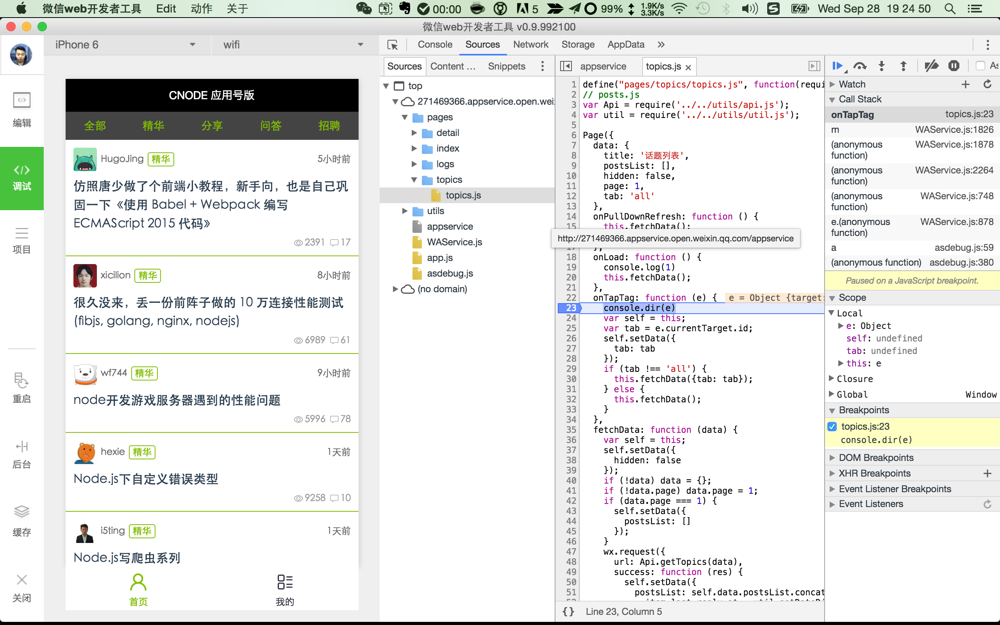 微信web开发者工具 Edit 动作 关于
00:00 5 99% 1.9K/s 3.3K/s Wed Sep 28 19 24 50
微信web开发者工具 v0.9.992100
iPhone 6 wifi
编辑
调试
项目
重启
后台
缓存
关闭
CNODE 应用号版
全部 精华 分享 问答 招聘
HugoJing 精华 5小时前
仿照唐少做了个前端小教程，新手向，也是自己巩
固一下《使用 Babel + Webpack 编写
ECMAScript 2015 代码》
2391 17
xicilion 精华 8小时前
很久没来，丢一份前阵子做的 10 万连接性能测试
(fibjs, golang, nginx, nodejs)
6989 61
wf744 精华 9小时前
node开发游戏服务器遇到的性能问题
5996 78
hexie 精华 1天前
Node.js下自定义错误类型
9258 10
i5ting 精华 1天前
Node.js写爬虫系列
首页 我的
Console Sources Network Storage AppData »
Sources Content ... Snippets
top
271469366.appservice.open.wei
pages
detail
index
logs
topics
topics.js
utils
appservice
WAService.js
app.js
asdebug.js
(no domain)
appservice topics.js ×
1 define("pages/topics/topics.js", function(requi
2 // posts.js
3 var Api = require('../../utils/api.js');
4 var util = require('../../utils/util.js');
5
6 Page({
7 data: {
8 title: '话题列表',
9 postsList: [],
10 hidden: false,
11 page: 1,
12 tab: 'all'
13 },
14 onPullDownRefresh: function () {
15 this.fetchData();
http://271469366.appservice.open.weixin.qq.com/appservice
17 },
18 onLoad: function () {
19 console.log(1)
20 this.fetchData();
21 },
22 onTapTag: function (e) { e = Object {target:
23 console.dir(e)
24 var self = this;
25 var tab = e.currentTarget.id;
26 self.setData({
27 tab: tab
28 });
29 if (tab !== 'all') {
30 this.fetchData({tab: tab});
31 } else {
32 this.fetchData();
33 }
34 },
35 fetchData: function (data) {
36 var self = this;
37 self.setData({
38 hidden: false
39 });
40 if (!data) data = {};
41 if (!data.page) data.page = 1;
42 if (data.page === 1) {
43 self.setData({
44 postsList: []
45 });
46 }
47 wx.request({
48 url: Api.getTopics(data),
49 success: function (res) {
50 self.setData({
51 postsList: self.data.postsList.concat
{} Line 23, Column 5
As
Watch
Call Stack
onTapTag topics.js:23
m WAService.js:1826
(anonymous function) WAService.js:1878
(anonymous function) WAService.js:2264
(anonymous function) WAService.js:748
e.(anonymous function) WAService.js:878
a asdebug.js:59
(anonymous function) asdebug.js:380
Paused on a JavaScript breakpoint.
Scope
Local
e: Object
self: undefined
tab: undefined
this: e
Closure
Global Window
Breakpoints
topics.js:23
console.dir(e)
DOM Breakpoints
XHR Breakpoints
Event Listener Breakpoints
Event Listeners